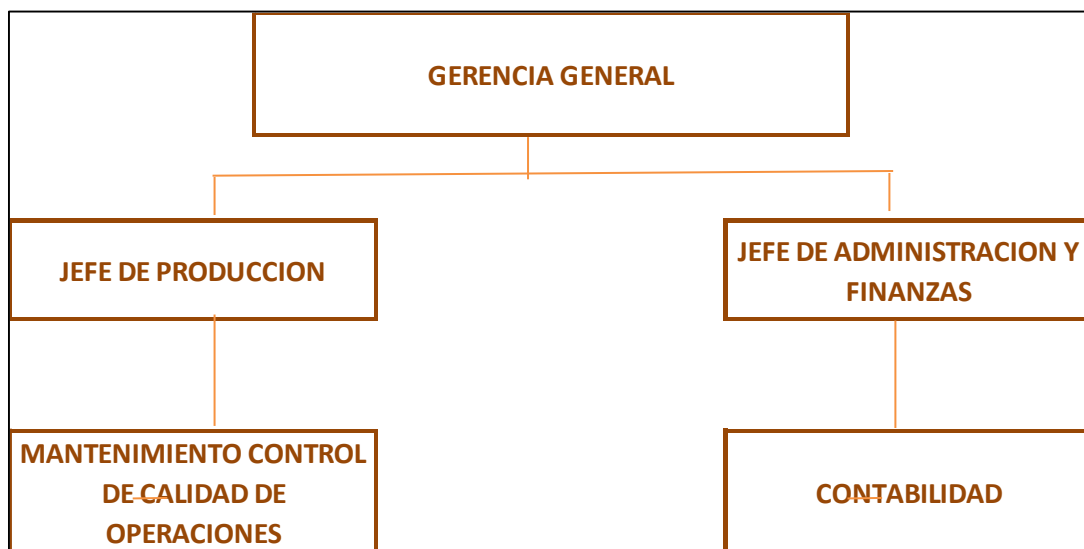 GERENCIA GENERAL
JEFE DE PRODUCCION
JEFE DE ADMINISTRACION Y
FINANZAS
MANTENIMIENTO CONTROL
DE CALIDAD DE
OPERACIONES
CONTABILIDAD